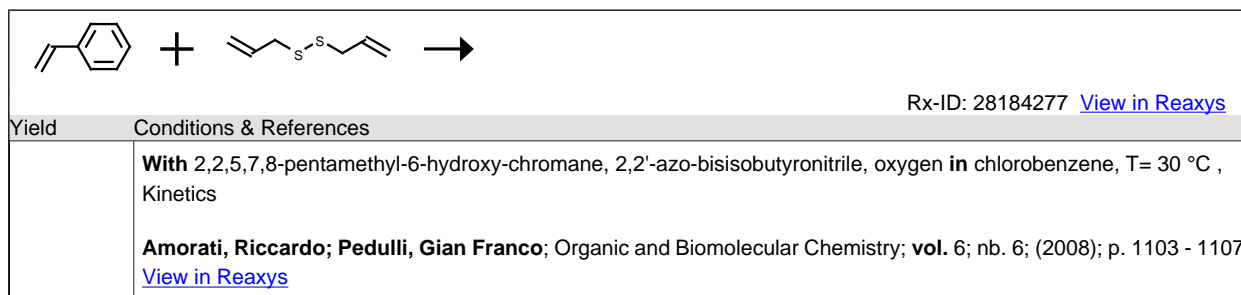 S
S
Rx-ID: 28184277 View in Reaxys
Yield Conditions & References
With 2,2,5,7,8-pentamethyl-6-hydroxy-chromane, 2,2'-azo-bisisobutyronitrile, oxygen in chlorobenzene, T= 30 °C ,
Kinetics
Amorati, Riccardo; Pedulli, Gian Franco; Organic and Biomolecular Chemistry; vol. 6; nb. 6; (2008); p. 1103 - 1107
View in Reaxys